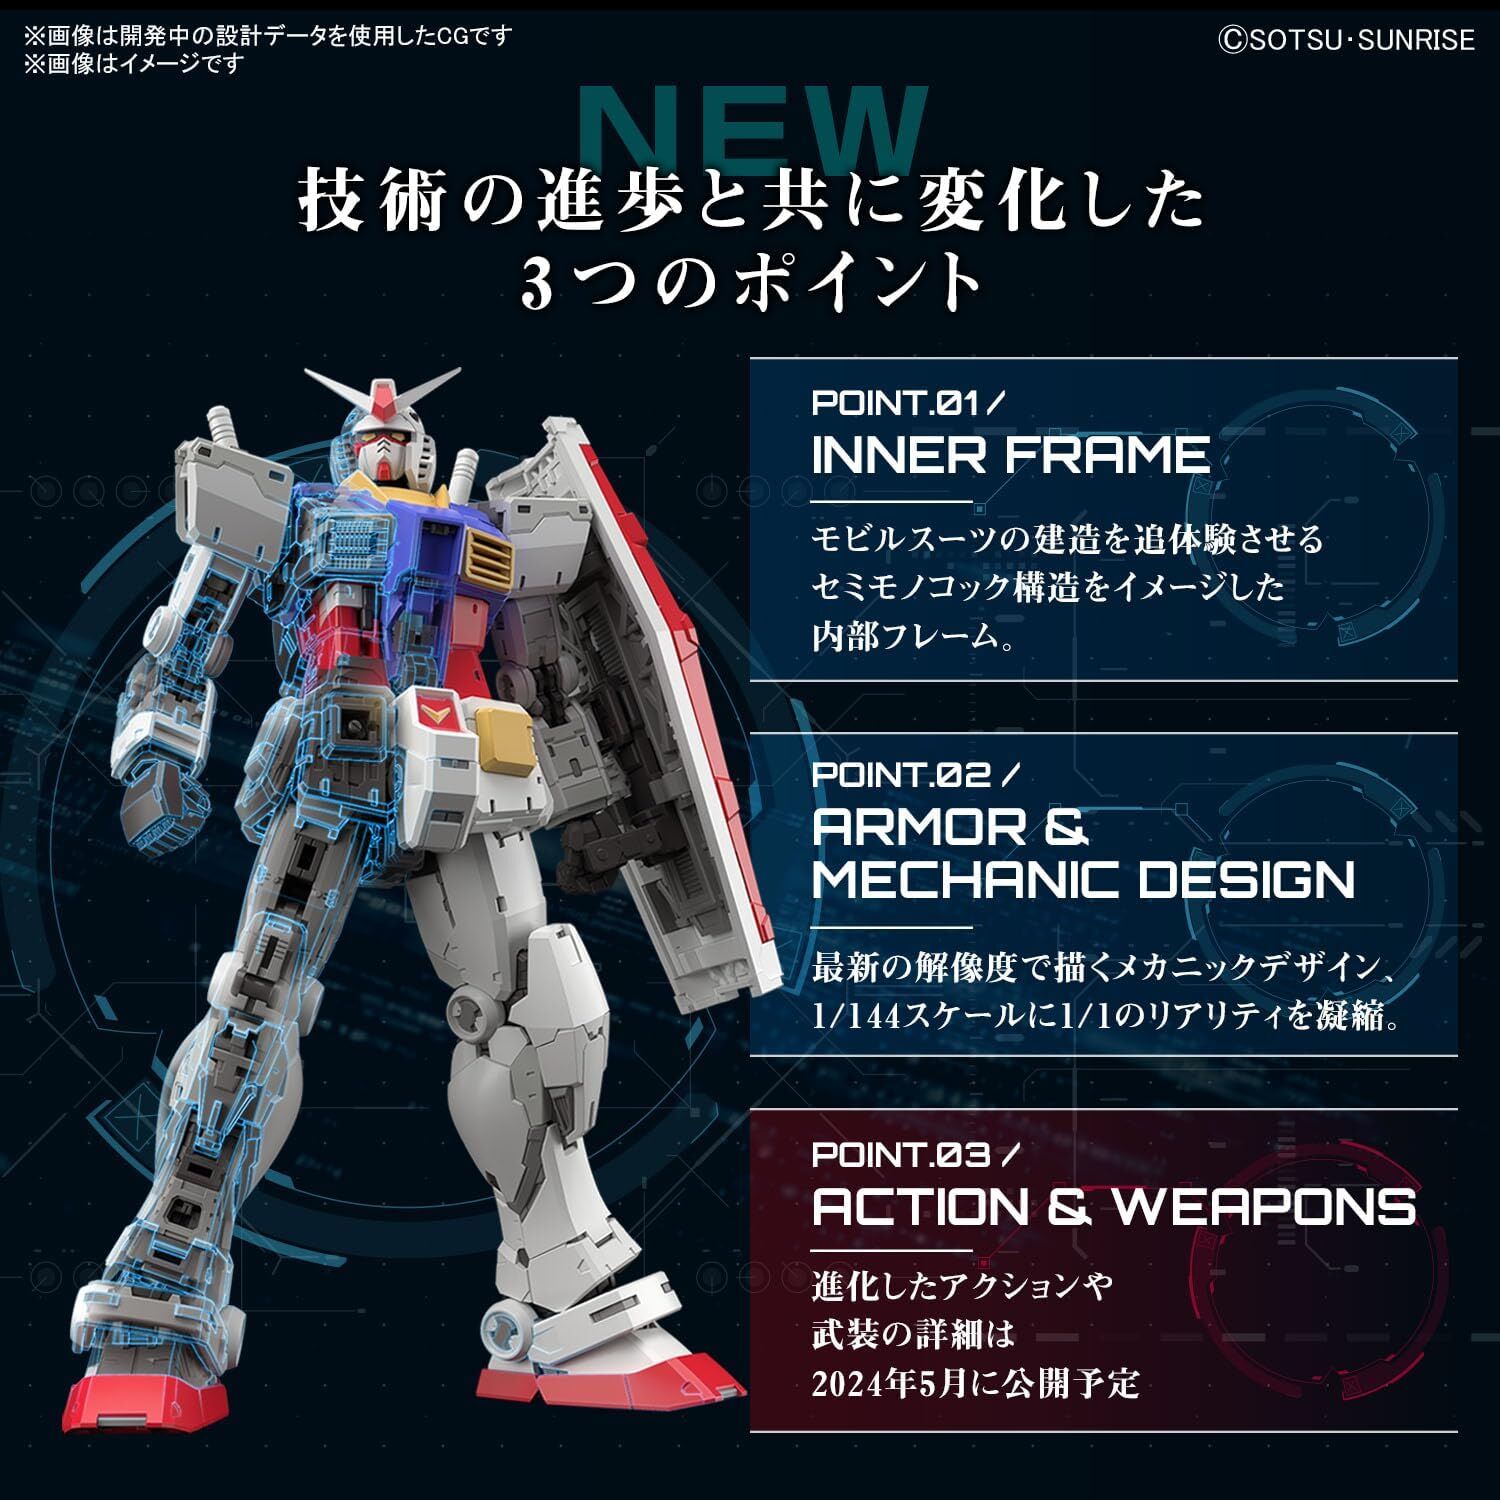 ※画像は開発中の設計データを使用したCGです
※画像はイメージです
©SOTSU・SUNRISE
NEW
技術の進歩と共に変化した
3つのポイント
POINT.01/
INNER FRAME
モビルスーツの建造を追体験させる
セミモノコック構造をイメージした
内部フレーム。
POINT.02/
ARMOR &
MECHANIC DESIGN
最新の解像度で描くメカニックデザイン、
1/144スケールに1/1のリアリティを凝縮。
POINT.03/
ACTION & WEAPONS
進化したアクションや
武装の詳細は
2024年5月に公開予定